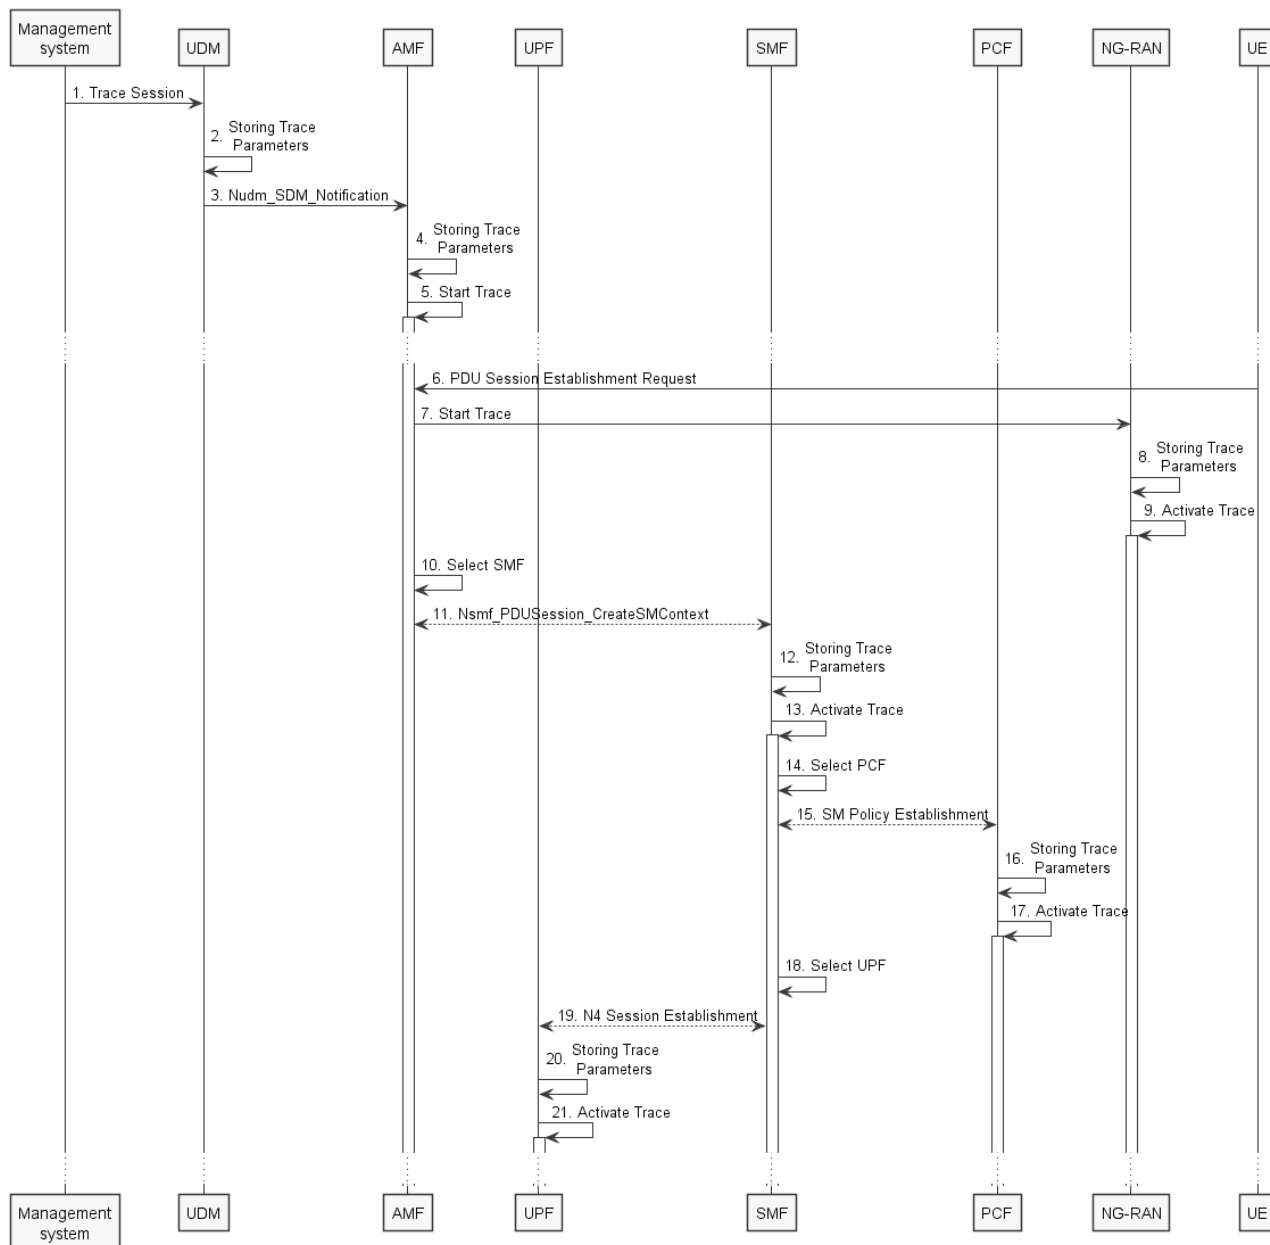 Management
system
UDM
AMF
UPF
SMF
PCF
NG-RAN
UE
1. Trace Session
2. Storing Trace
Parameters
3. Nudm_SDM_Notification
4. Storing Trace
Parameters
5. Start Trace
6. PDU Session Establishment Request
7. Start Trace
8. Storing Trace
Parameters
9. Activate Trace
10. Select SMF
11. Nsmf_PDUSession_CreateSMContext
12. Storing Trace
Parameters
13. Activate Trace
14. Select PCF
15. SM Policy Establishment
16. Storing Trace
Parameters
17. Activate Trace
18. Select UPF
19. N4 Session Establishment
20. Storing Trace
Parameters
21. Activate Trace
Management
system
UDM
AMF
UPF
SMF
PCF
NG-RAN
UE